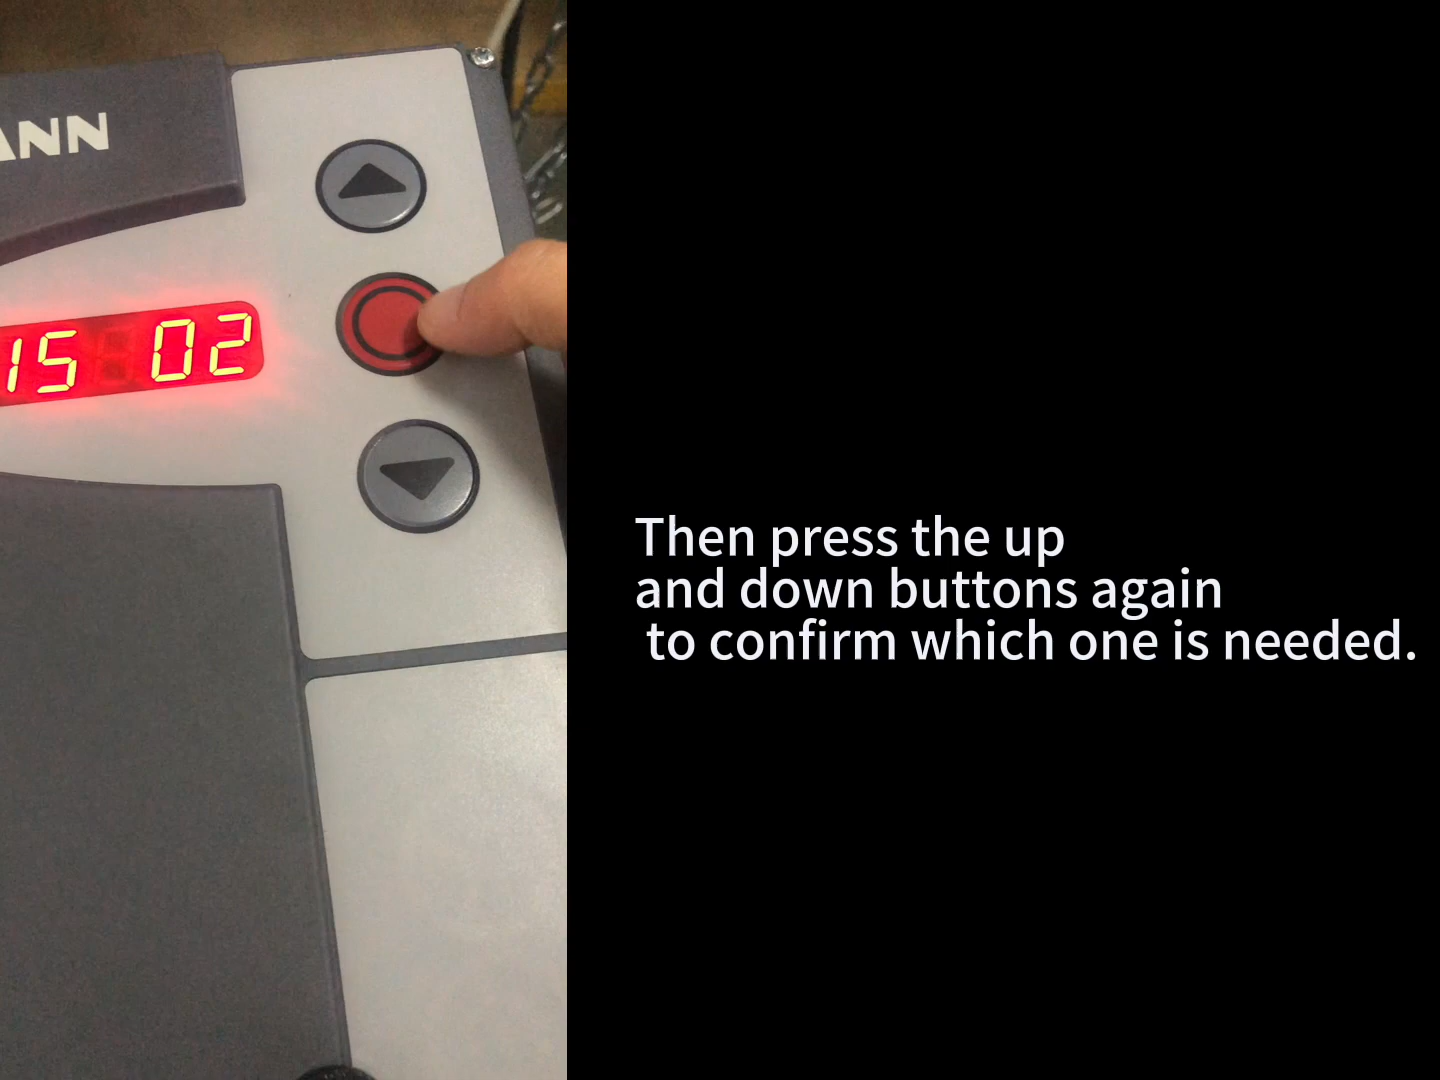 ANN
15 02
Then press the up
and down buttons again
to confirm which one is needed.